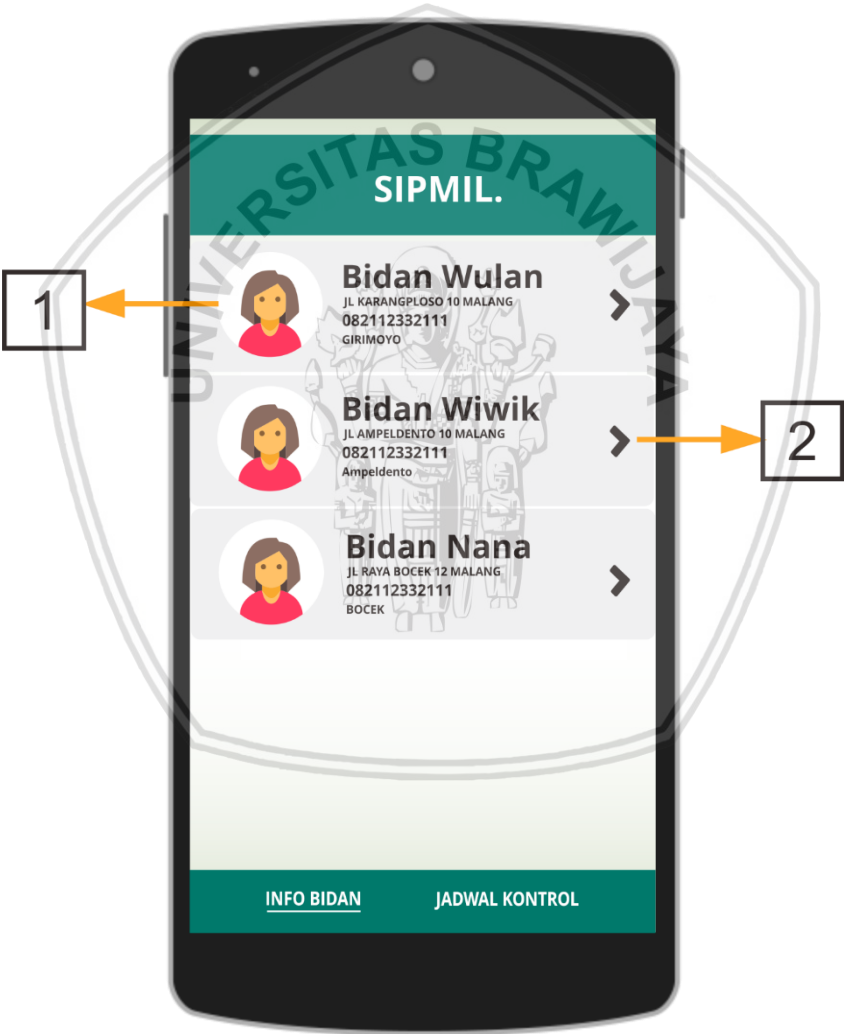 UNIVERSITAS BRAWIJAYA
SIPMIL.
1
Bidan Wulan
JL KARANGPLOSO 10 MALANG
082112332111
GIRIMOYO
Bidan Wiwik
JL AMPELDENTO 10 MALANG
082112332111
Ampeldento
2
Bidan Nana
JL RAYA BOCEK 12 MALANG
082112332111
BOCEK
INFO BIDAN
JADWAL KONTROL